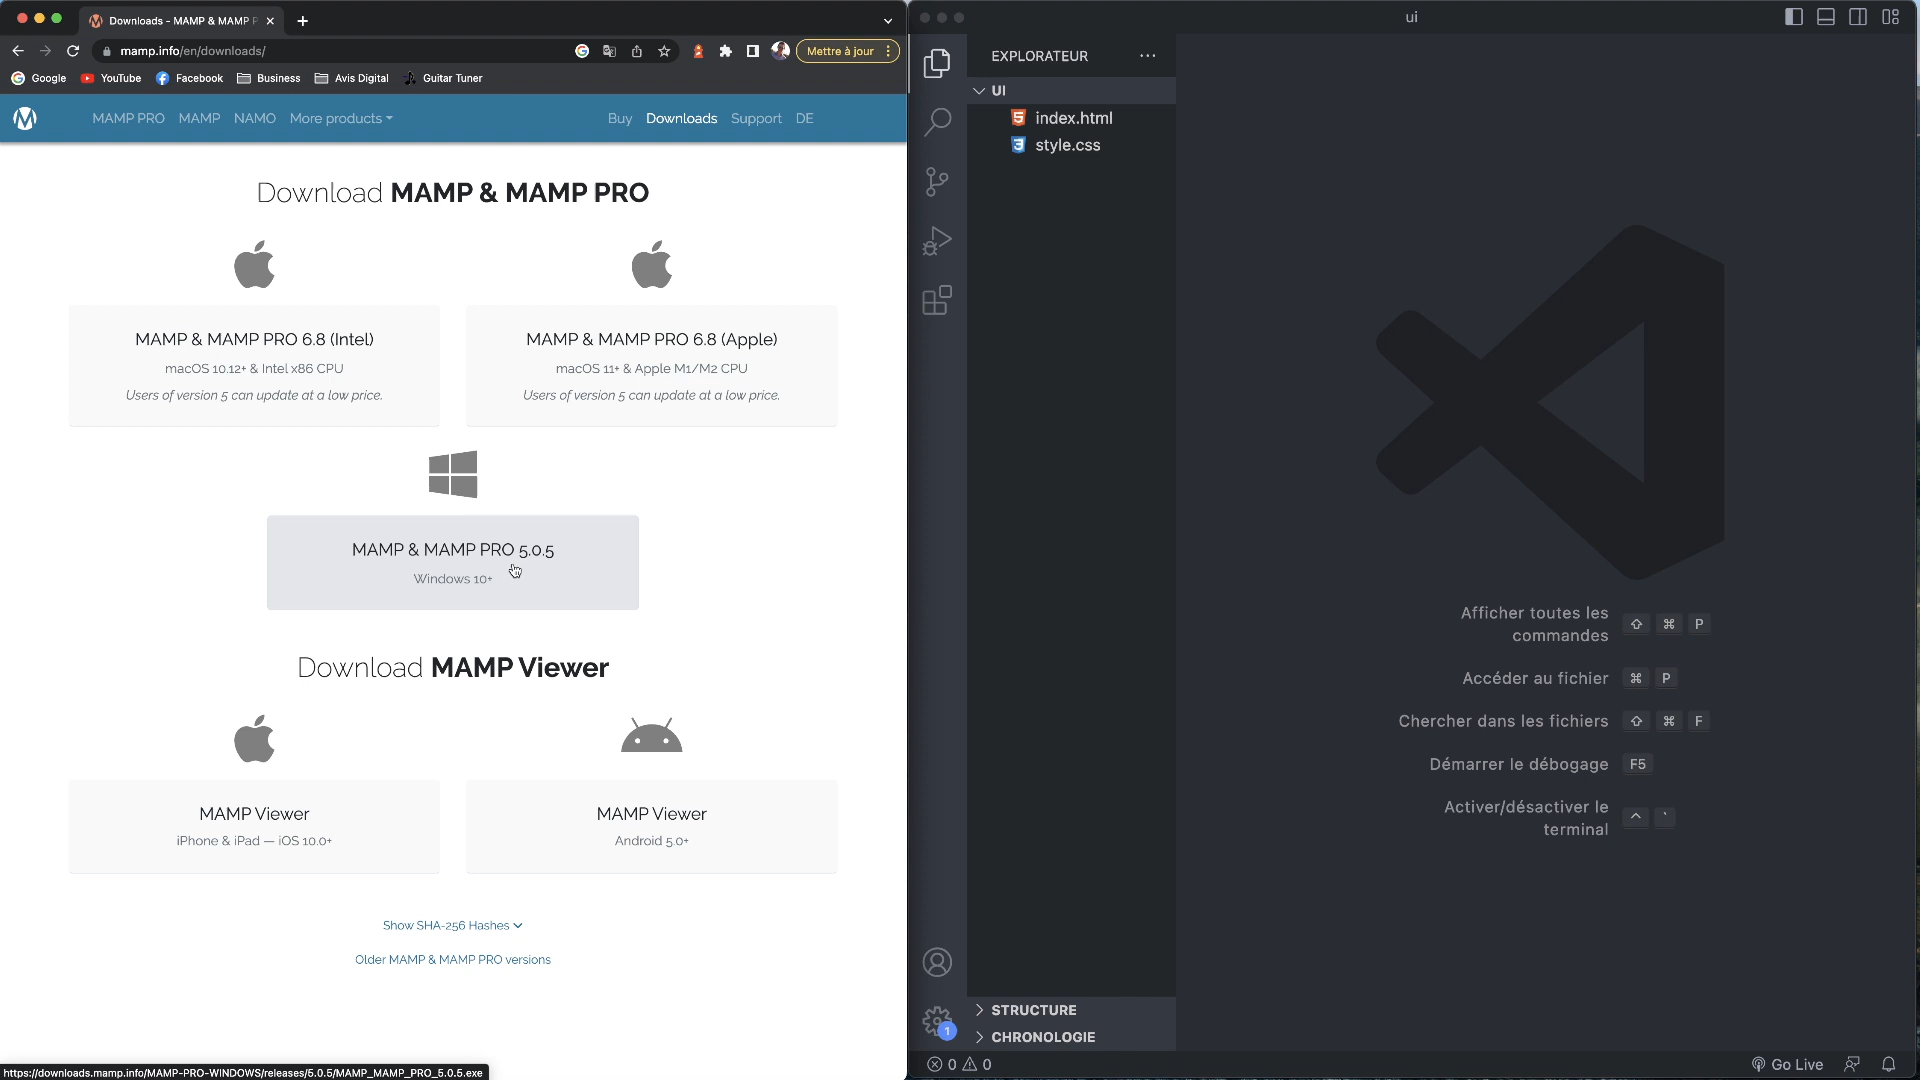 Downloads - MAMP & MAMP P
mamp.info/en/downloads/
Mettre à jour
Google
YouTube
Facebook
Business
Avis Digital
Guitar Tuner
MAMP PRO
MAMP
NAMO
More products
Buy
Downloads
Support
DE
Download MAMP & MAMP PRO
MAMP & MAMP PRO 6.8 (Intel)
macOS 10.12+ & Intel x86 CPU
Users of version 5 can update at a low price.
MAMP & MAMP PRO 6.8 (Apple)
macOS 11+ & Apple M1/M2 CPU
Users of version 5 can update at a low price.
MAMP & MAMP PRO 5.0.5
Windows 10+
Download MAMP Viewer
MAMP Viewer
iPhone & iPad — iOS 10.0+
MAMP Viewer
Android 5.0+
Show SHA-256 Hashes
Older MAMP & MAMP PRO versions
https://downloads.mamp.info/MAMP-PRO-WINDOWS/releases/5.0.5/MAMP_MAMP_PRO_5.0.5.exe
ui
EXPLORATEUR
UI
index.html
style.css
Afficher toutes les
commandes
⇧ ⌘ P
Accéder au fichier
⌘ P
Chercher dans les fichiers
⇧ ⌘ F
Démarrer le débogage
F5
Activer/désactiver le
terminal
^ `
1
STRUCTURE
CHRONOLOGIE
0
0
Go Live